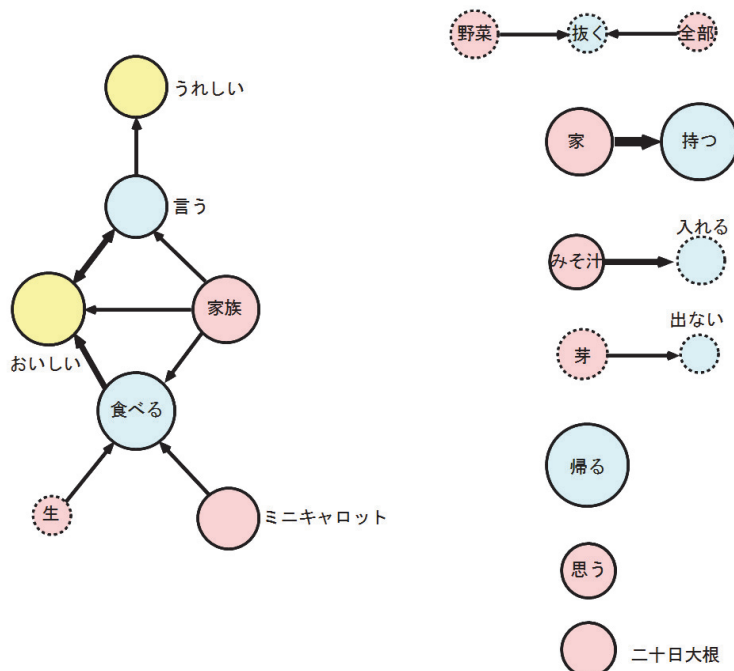 うれしい
言う
家族
おいしい
食べる
生
ミニキャロット
野菜
抜く
全部
家
持つ
みそ汁
入れる
芽
出ない
帰る
思う
二十日大根